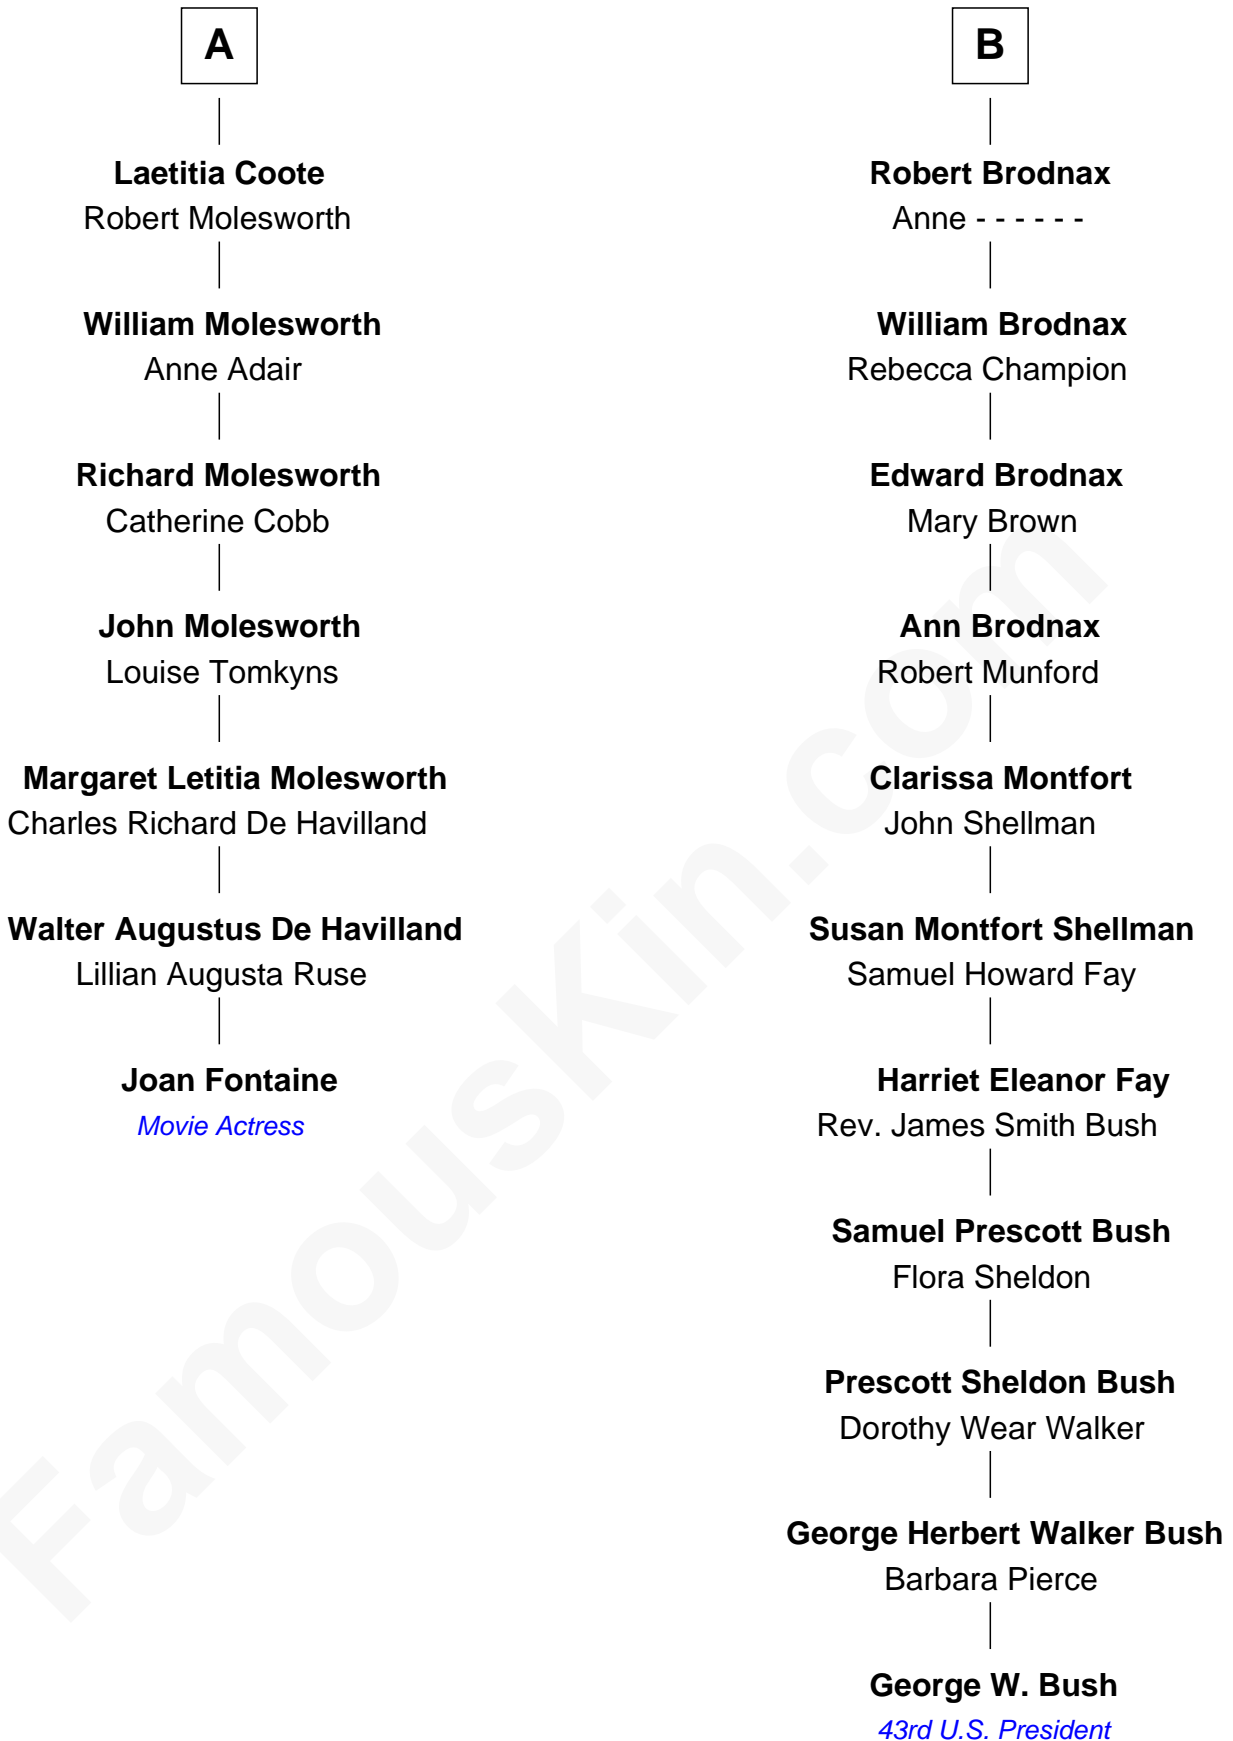 A
Laetitia Coote
Robert Molesworth
William Molesworth
Anne Adair
Richard Molesworth
Catherine Cobb
John Molesworth
Louise Tomkyns
Margaret Letitia Molesworth
Charles Richard De Havilland
Walter Augustus De Havilland
Lillian Augusta Ruse
Joan Fontaine
Movie Actress
B
Robert Brodnax
Anne - - - - - -
William Brodnax
Rebecca Champion
Edward Brodnax
Mary Brown
Ann Brodnax
Robert Munford
Clarissa Montfort
John Shellman
Susan Montfort Shellman
Samuel Howard Fay
Harriet Eleanor Fay
Rev. James Smith Bush
Samuel Prescott Bush
Flora Sheldon
Prescott Sheldon Bush
Dorothy Wear Walker
George Herbert Walker Bush
Barbara Pierce
George W. Bush
43rd U.S. President
FamousKin.com